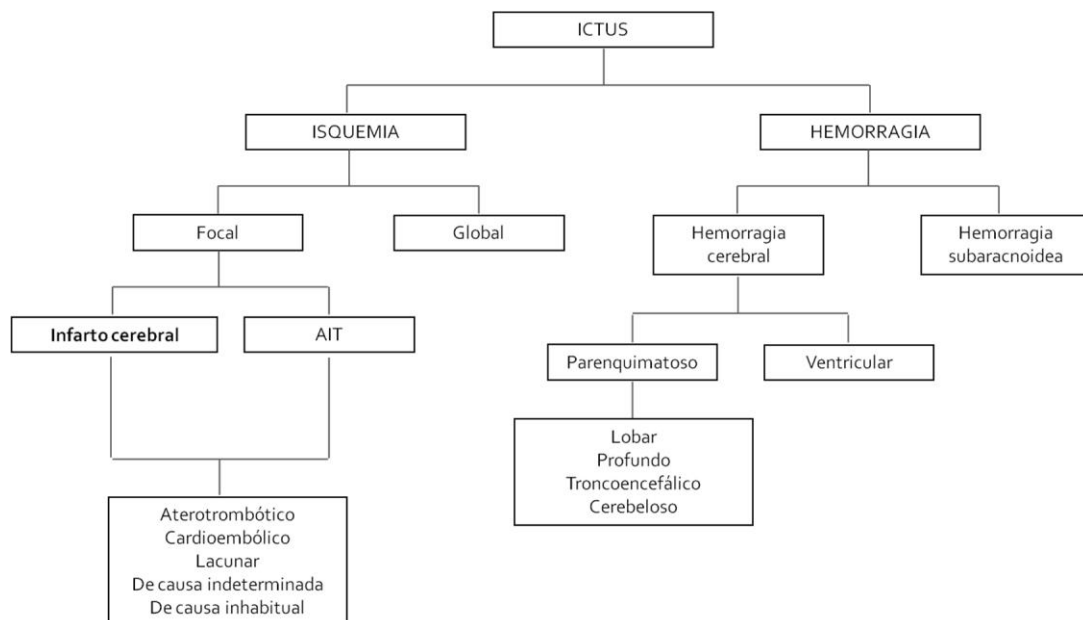 ICTUS
ISQUEMIA
HEMORRAGIA
Focal
Global
Hemorragia
cerebral
Hemorragia
subaracnoidea
Infarto cerebral
AIT
Parenquimatoso
Ventricular
Lobar
Profundo
Troncoencefálico
Cerebeloso
Aterotrombótico
Cardioembólico
Lacunar
De causa indeterminada
De causa inhabitual